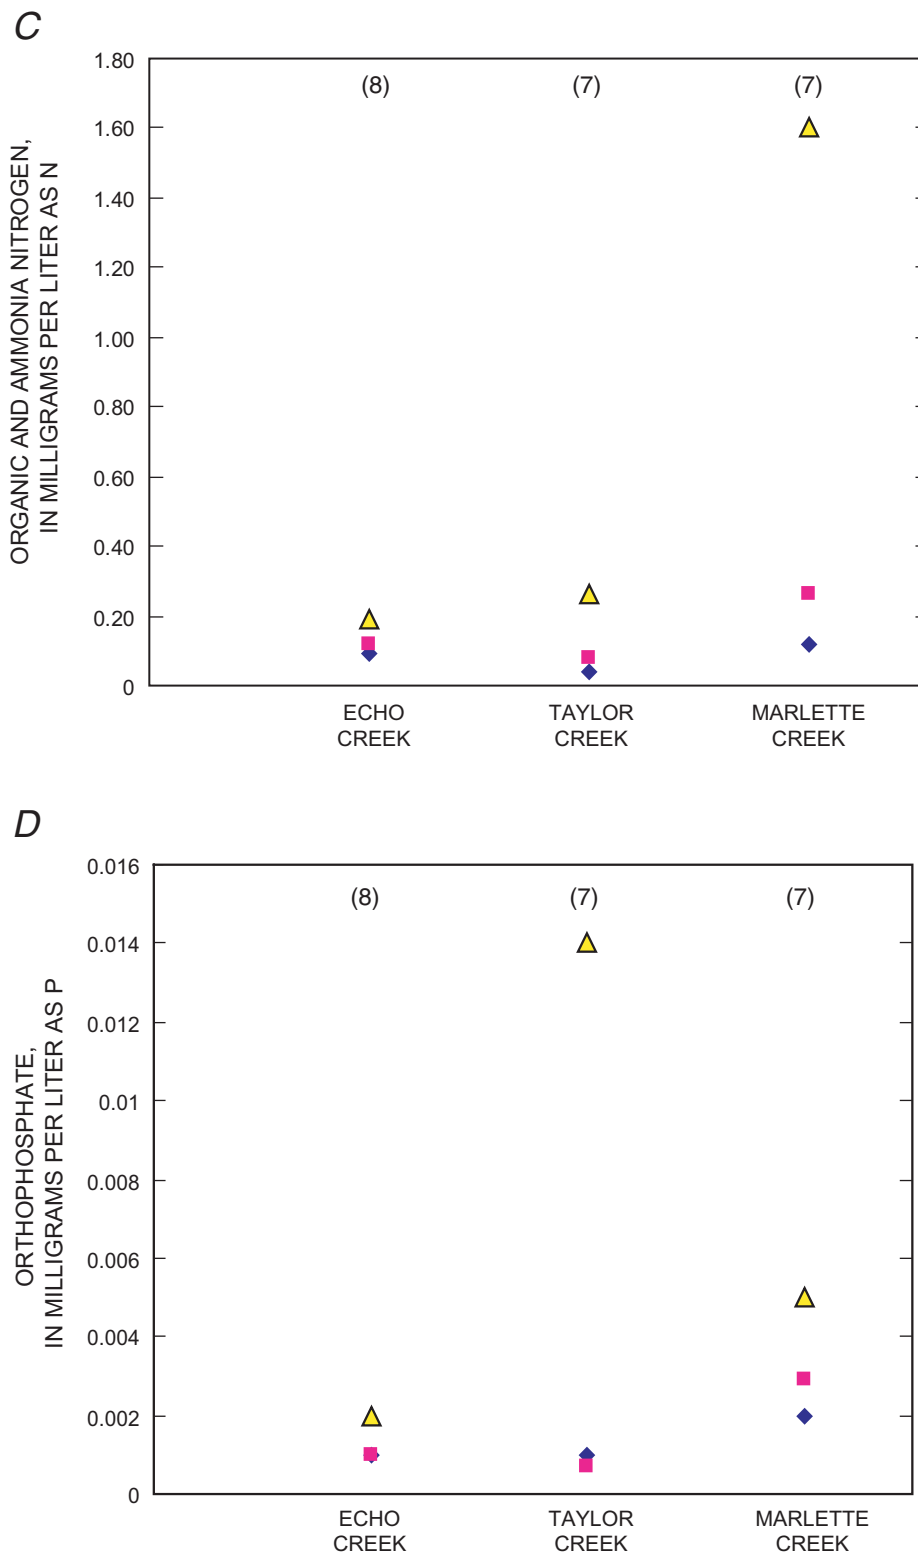 C
ORGANIC AND AMMONIA NITROGEN,
IN MILLIGRAMS PER LITER AS N
1.80
1.60
1.40
1.20
1.00
0.80
0.60
0.40
0.20
0
(8) (7) (7)
ECHO
CREEK
TAYLOR
CREEK
MARLETTE
CREEK
D
ORTHOPHOSPHATE,
IN MILLIGRAMS PER LITER AS P
0.016
0.014
0.012
0.01
0.008
0.006
0.004
0.002
0
(8) (7) (7)
ECHO
CREEK
TAYLOR
CREEK
MARLETTE
CREEK